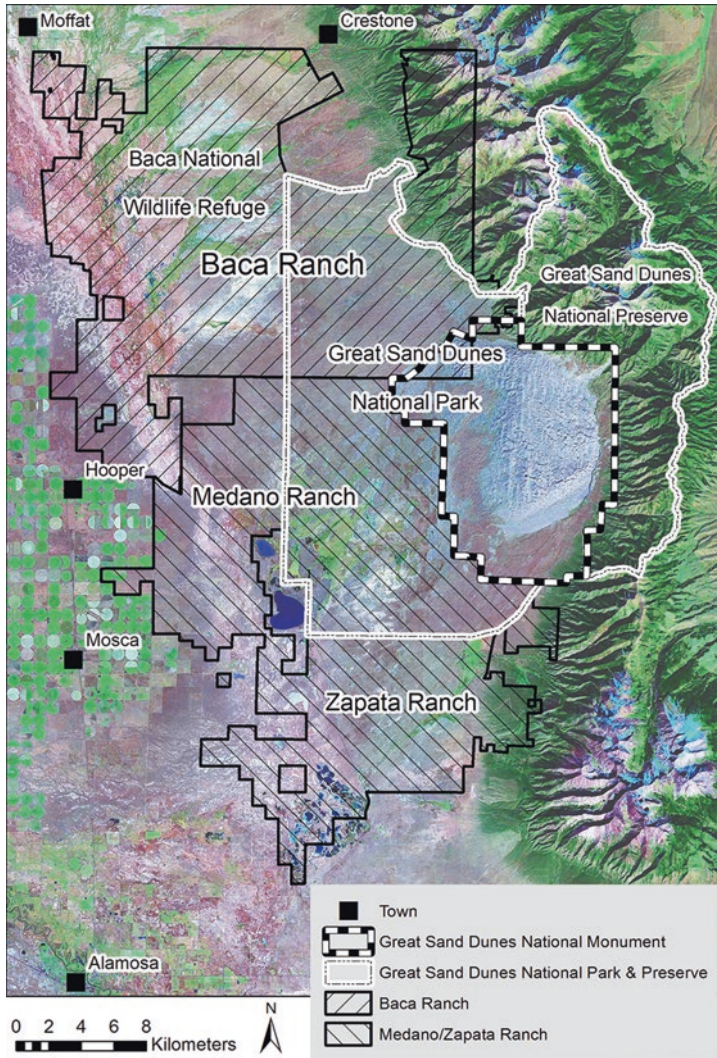 Moffat
Crestone
Baca National
Wildlife Refuge
Baca Ranch
Great Sand Dunes
National Preserve
Great Sand Dunes
National Park
Hooper
Medano Ranch
Mosca
Zapata Ranch
Alamosa
Town
Great Sand Dunes National Monument
Great Sand Dunes National Park & Preserve
Baca Ranch
Medano/Zapata Ranch
0 2 4 6 8
Kilometers
N